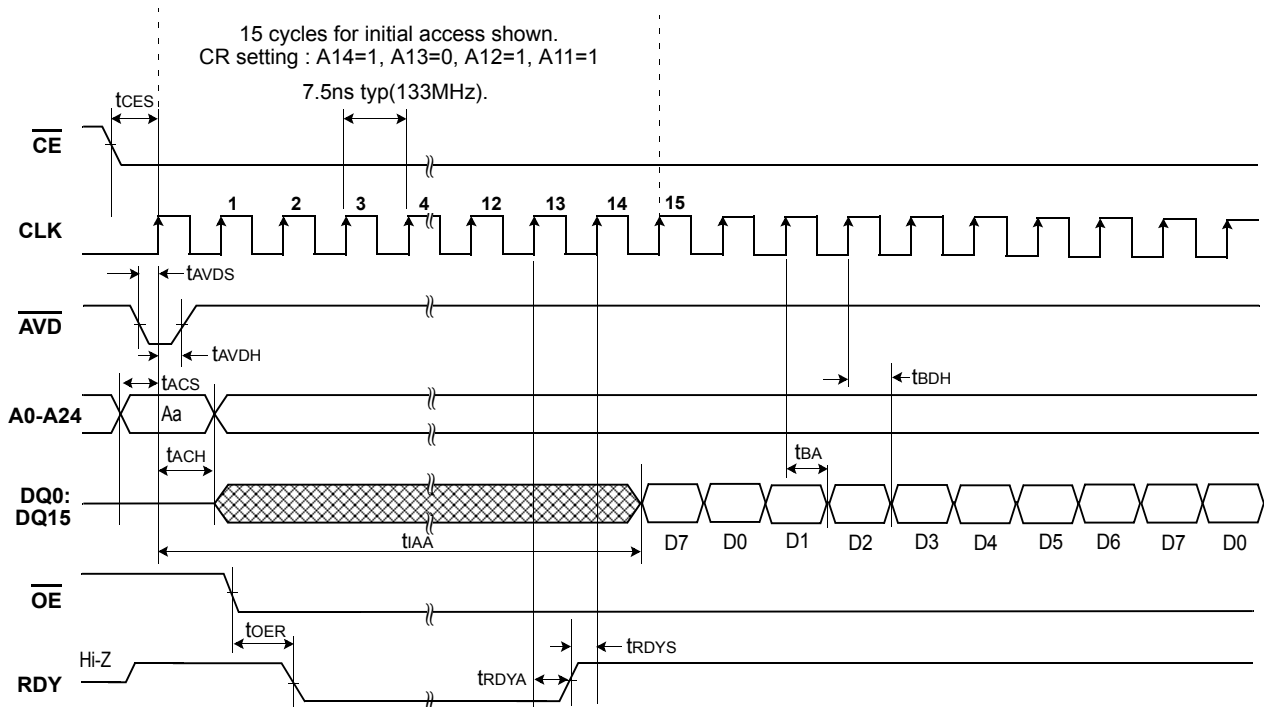 15 cycles for initial access shown.
CR setting : A14=1, A13=0, A12=1, A11=1
7.5ns typ(133MHz).
tCES
CE
1 2 3 4 12 13 14 15
CLK
tAVDS
AVD
tAVDH
tACS
tBDH
A0-A24
Aa
tACH
tBA
DQ0:
DQ15
tIAA
D7 D0 D1 D2 D3 D4 D5 D6 D7 D0
OE
tOER
tRDYS
Hi-Z
tRDYA
RDY